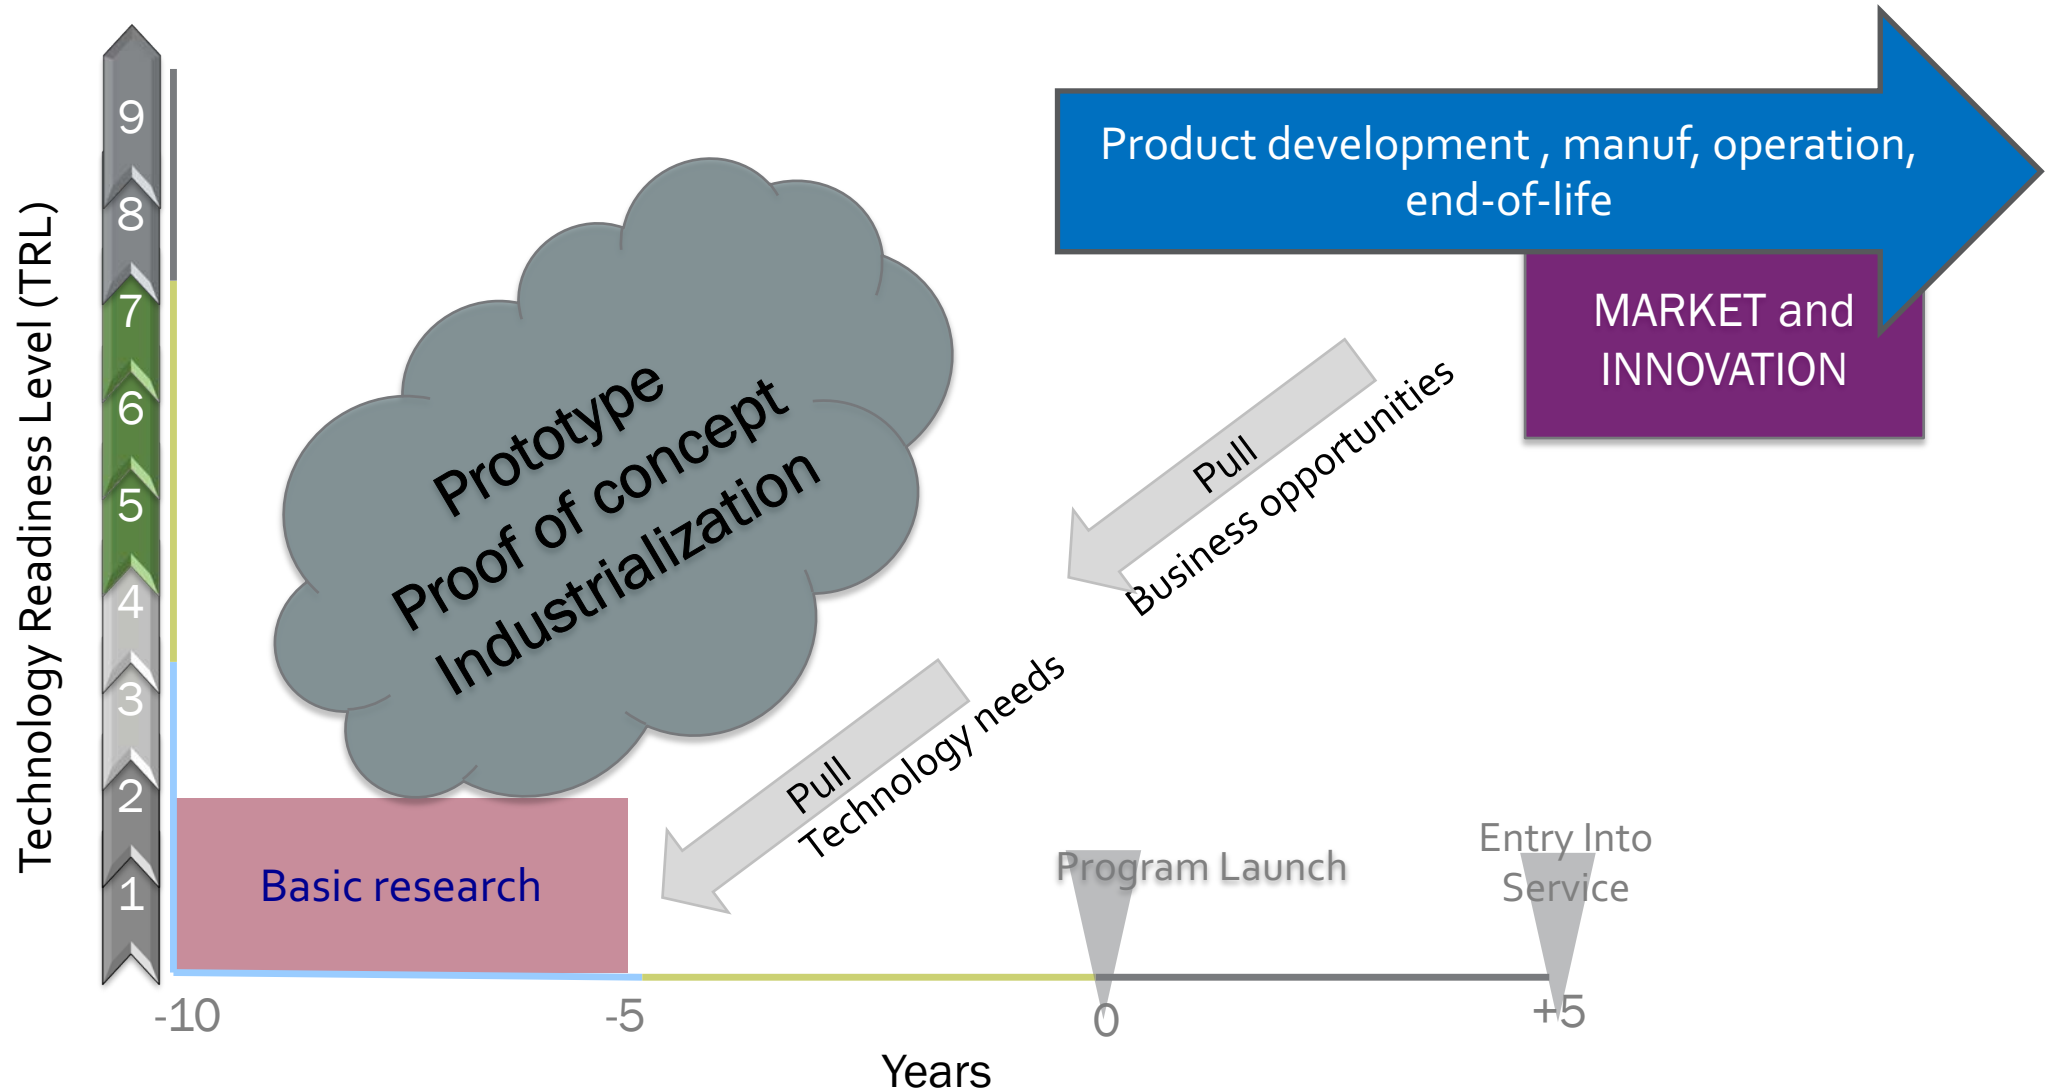 Technology Readiness Level (TRL)
9
8
7
6
5
4
3
2
1
Product development , manuf, operation,
end-of-life
MARKET and
INNOVATION
Prototype
Proof of concept
Industrialization
Pull
Business opportunities
Pull
Technology needs
Basic research
Program Launch
Entry Into
Service
-10
-5
0
+5
Years